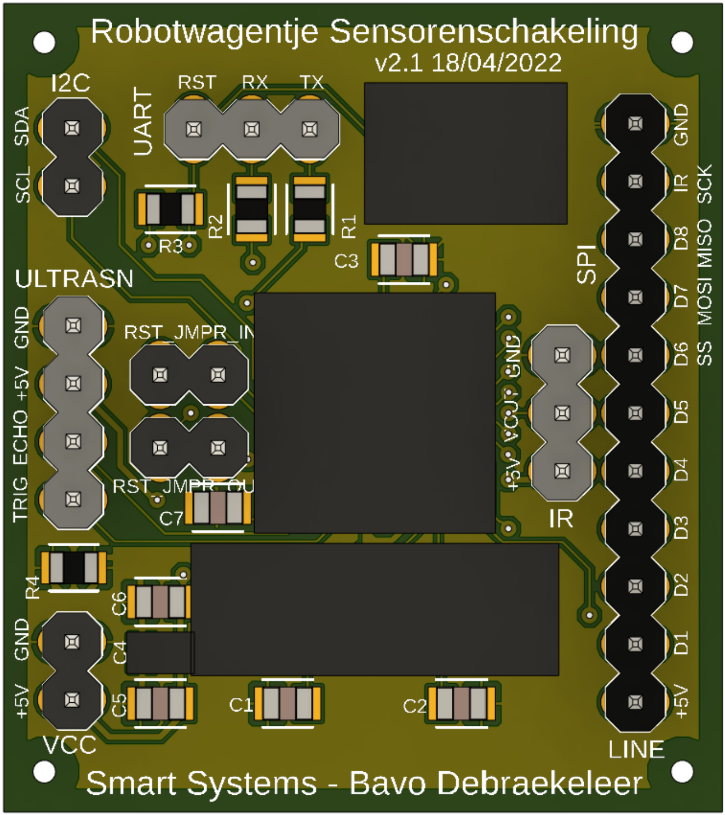 Robotwagentje Sensorenschakeling
v2.1 18/04/2022
I2C
SDA
SCL
UART
RST RX TX
R3
R2
R1
C3
GND
IR SCK
D8 MISO
D7 MOSI
D6 SS
D5
D4
D3
D2
D1
+5V
SPI
LINE
ULTRASN
GND
+5V
ECHO
TRIG
RST_JMPR_IN
RST_JMPR_OU
C7
GND
VOUT
+5V
IR
R4
C6
C4
C5
C1
C2
GND
+5V
VCC
Smart Systems - Bavo Debraekeleer